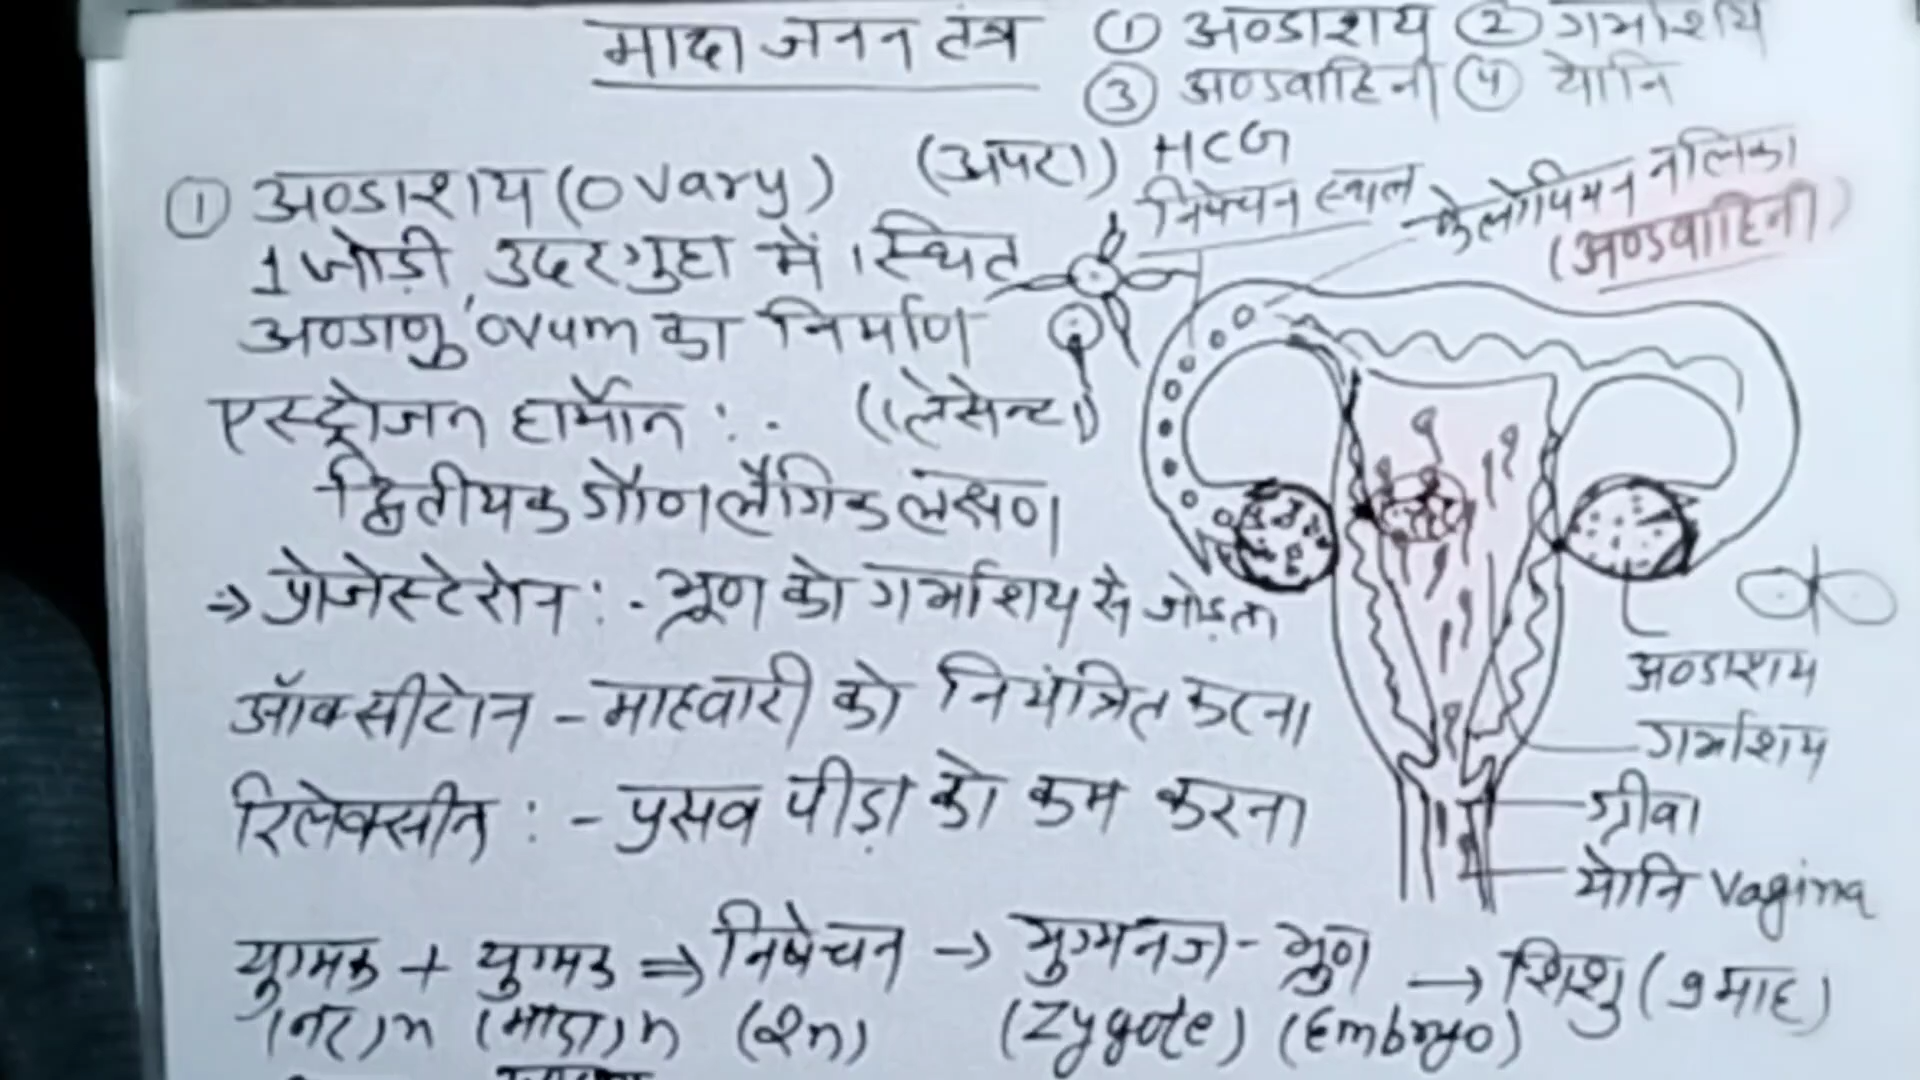 मादा जनन तंत्र ① अण्डाशय ② गर्भाशय
③ अण्डवाहिनी ④ योनि
① अण्डाशय (Ovary) (अपरा) HCG
निषेचन स्थल
फेलोपियन नलिका
(अण्डवाहिनी)
1 जोड़ी उदरगुहा में स्थित
अण्डाणु 'ovum का निर्माण
एस्ट्रोजन हार्मोन :- (प्लेसेन्टा)
द्वितीयक गौण लैंगिक लक्षण
⇒ प्रोजेस्टेरोन :- भ्रूण को गर्भाशय से जोड़ता
ऑक्सीटोन - माहवारी को नियंत्रित करना
रिलेक्सीन :- प्रसव पीड़ा को कम करना
अण्डाशय
गर्भाशय
ग्रीवा
योनि Vagina
युग्मक + युग्मक ⇒ निषेचन → युग्मनज - भ्रूण → शिशु (9 माह)
(नर) n (मादा) n (2n) (Zygote) (Embryo)